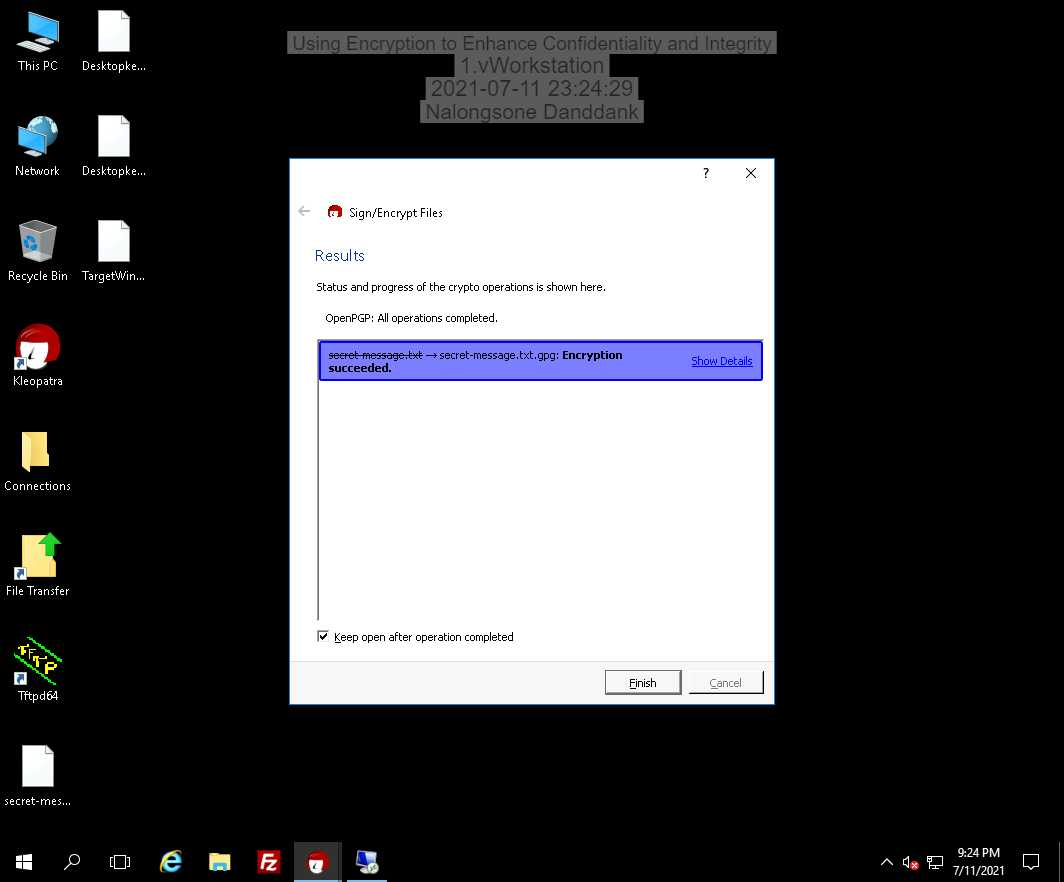 Using Encryption to Enhance Confidentiality and Integrity
1.vWorkstation
2021-07-11 23:24:29
Nalongsone Danddank
This PC
Desktopke...
Network
Desktopke...
Recycle Bin
TargetWin...
Kleopatra
Connections
File Transfer
TFTP
Tftpd64
secret-mes...
?
Sign/Encrypt Files
Results
Status and progress of the crypto operations is shown here.
OpenPGP: All operations completed.
secret-message.txt → secret-message.txt.gpg: Encryption
succeeded.
Show Details
Keep open after operation completed
Finish
Cancel
Fz
9:24 PM
7/11/2021